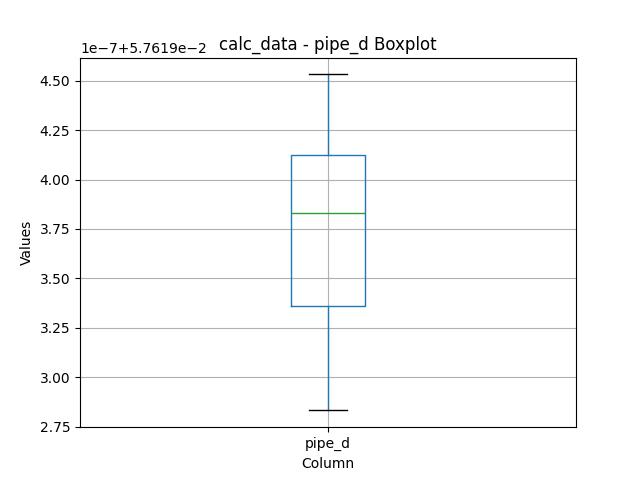 calc_data - pipe_d Boxplot
1e−7+5.7619e−2
4.50
4.25
4.00
3.75
3.50
3.25
3.00
2.75
Values
pipe_d
Column